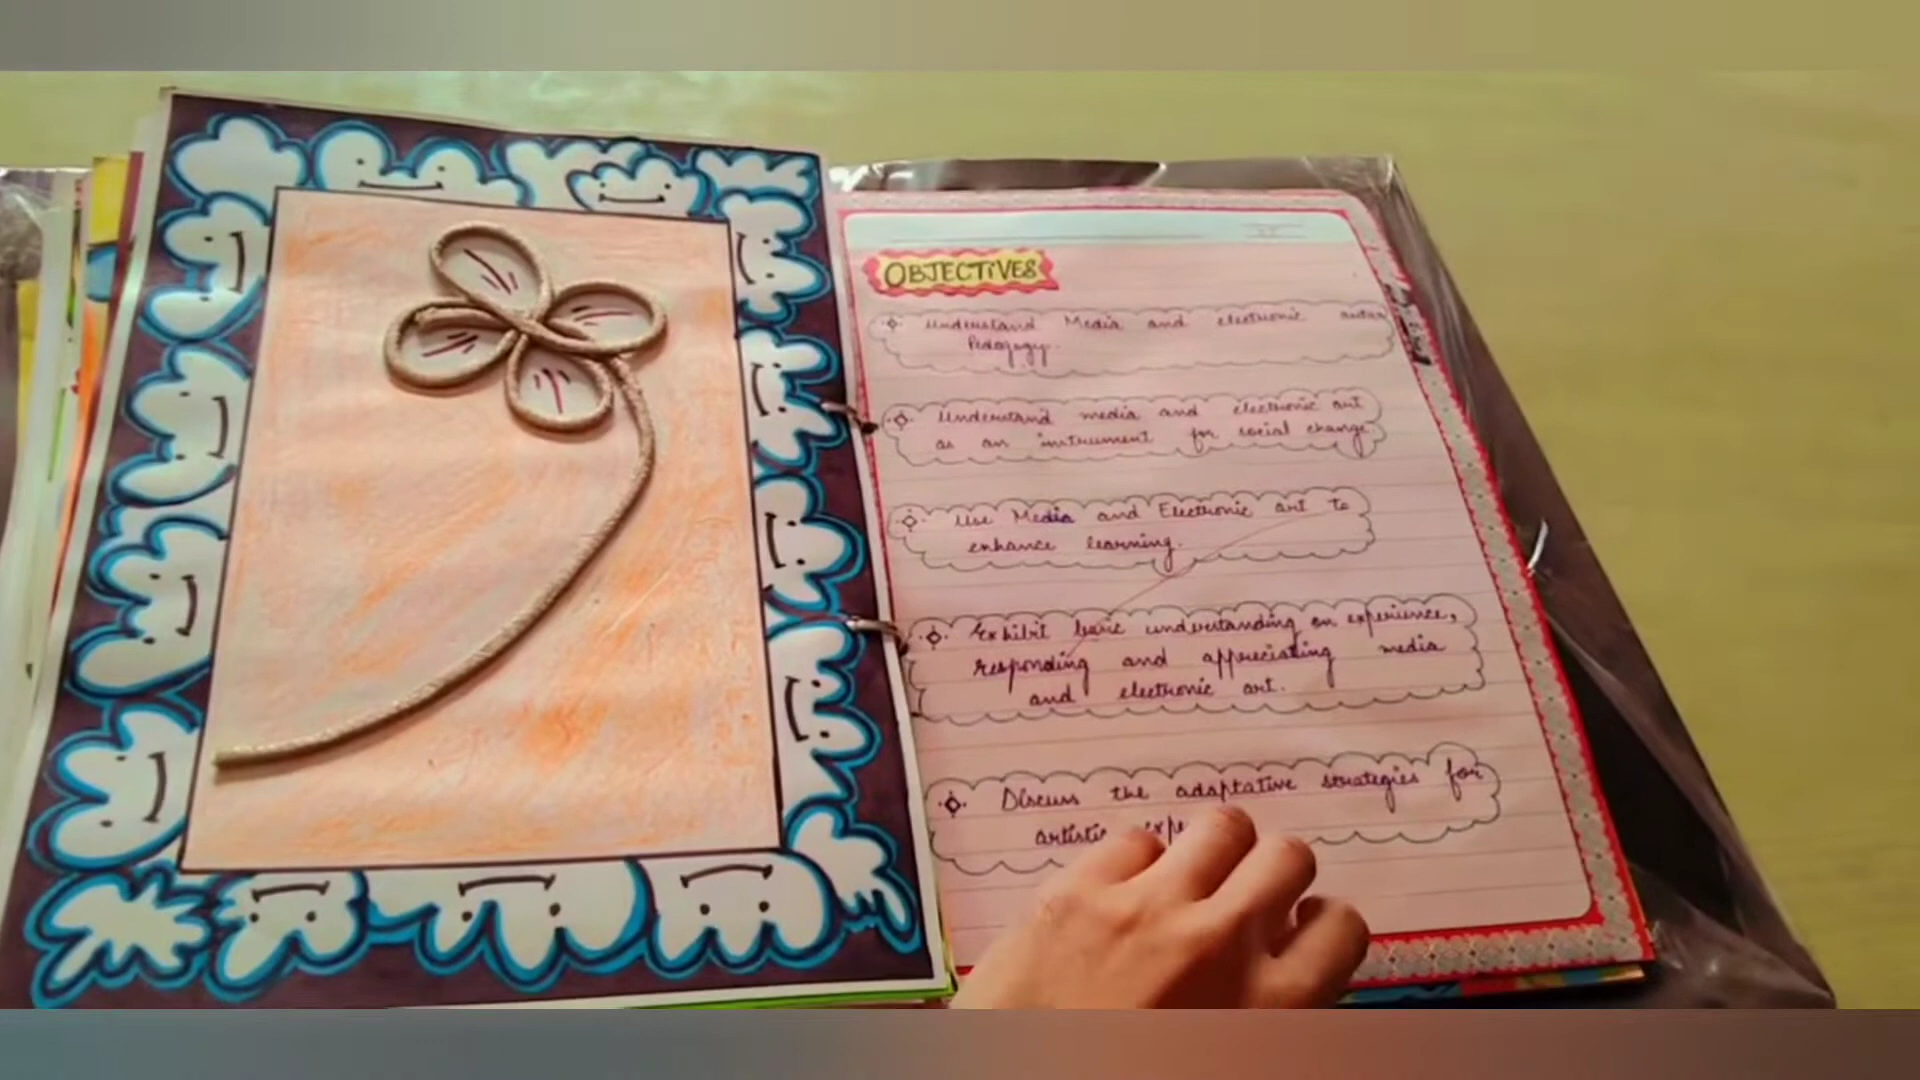 OBJECTIVES
Understand Media and electronic
Pedagogy.
Understand media and electronic art
as an instrument for social change.
Use Media and Electronic art to
enhance learning.
Exhibit basic understanding on experience,
responding and appreciating media
and electronic art.
Discuss the adaptative strategies for
artistic